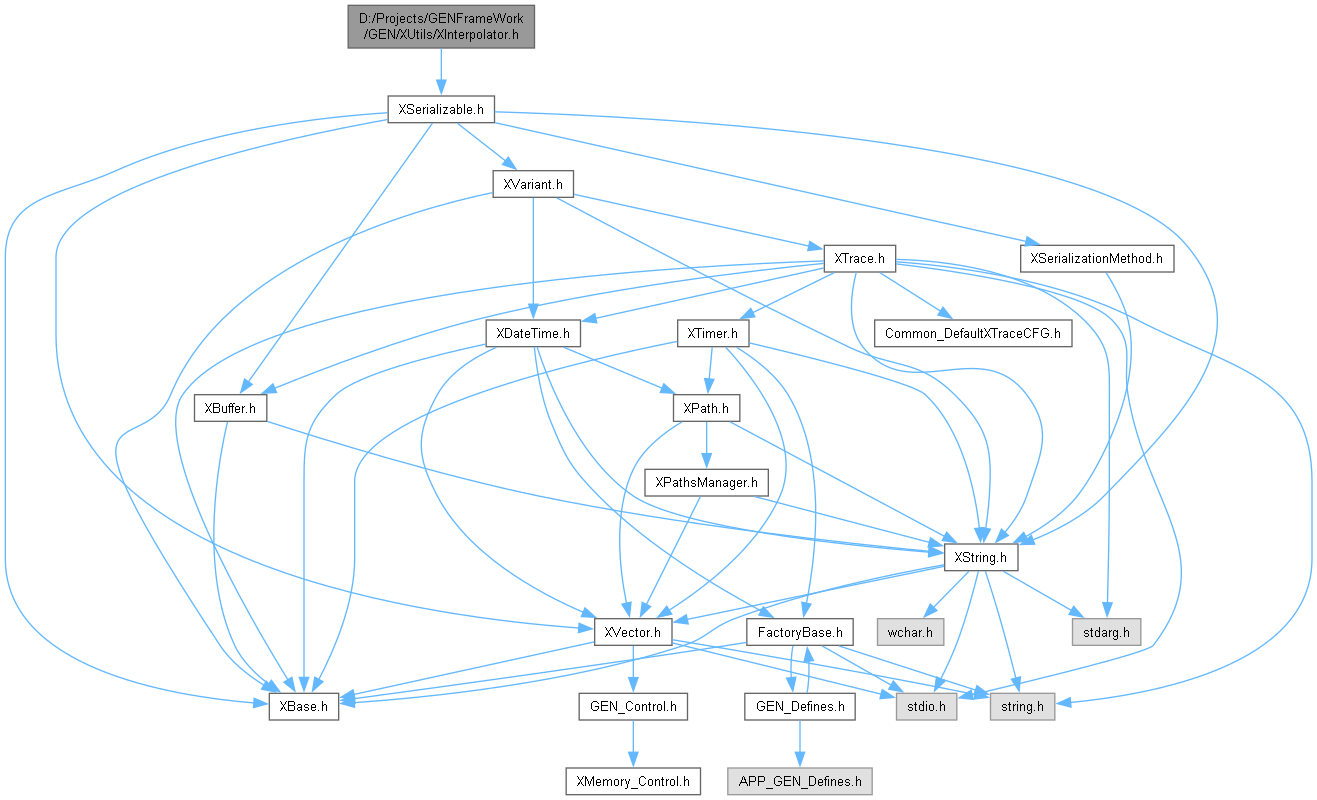 D:/Projects/GENFrameWork
/GEN/XUtils/XInterpolator.h
XSerializable.h
XVariant.h
XTrace.h
XSerializationMethod.h
XDateTime.h
XTimer.h
Common_DefaultXTraceCFG.h
XBuffer.h
XPath.h
XPathsManager.h
XString.h
XVector.h
FactoryBase.h
wchar.h
stdarg.h
XBase.h
GEN_Control.h
GEN_Defines.h
stdio.h
string.h
XMemory_Control.h
APP_GEN_Defines.h